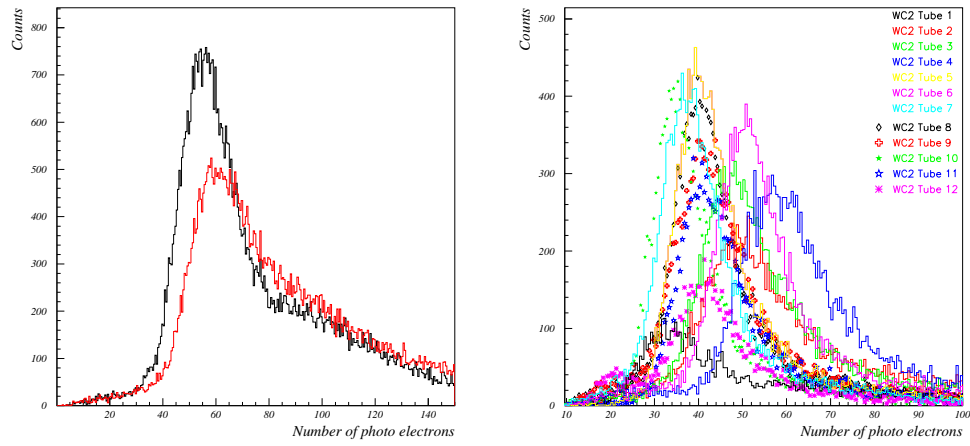 Counts
800
700
600
500
400
300
200
100
0
20 40 60 80 100 120 140
Number of photo electrons
Counts
500
400
300
200
100
0
10 20 30 40 50 60 70 80 90 100
Number of photo electrons
WC2 Tube 1
WC2 Tube 2
WC2 Tube 3
WC2 Tube 4
WC2 Tube 5
WC2 Tube 6
WC2 Tube 7
WC2 Tube 8
WC2 Tube 9
WC2 Tube 10
WC2 Tube 11
WC2 Tube 12